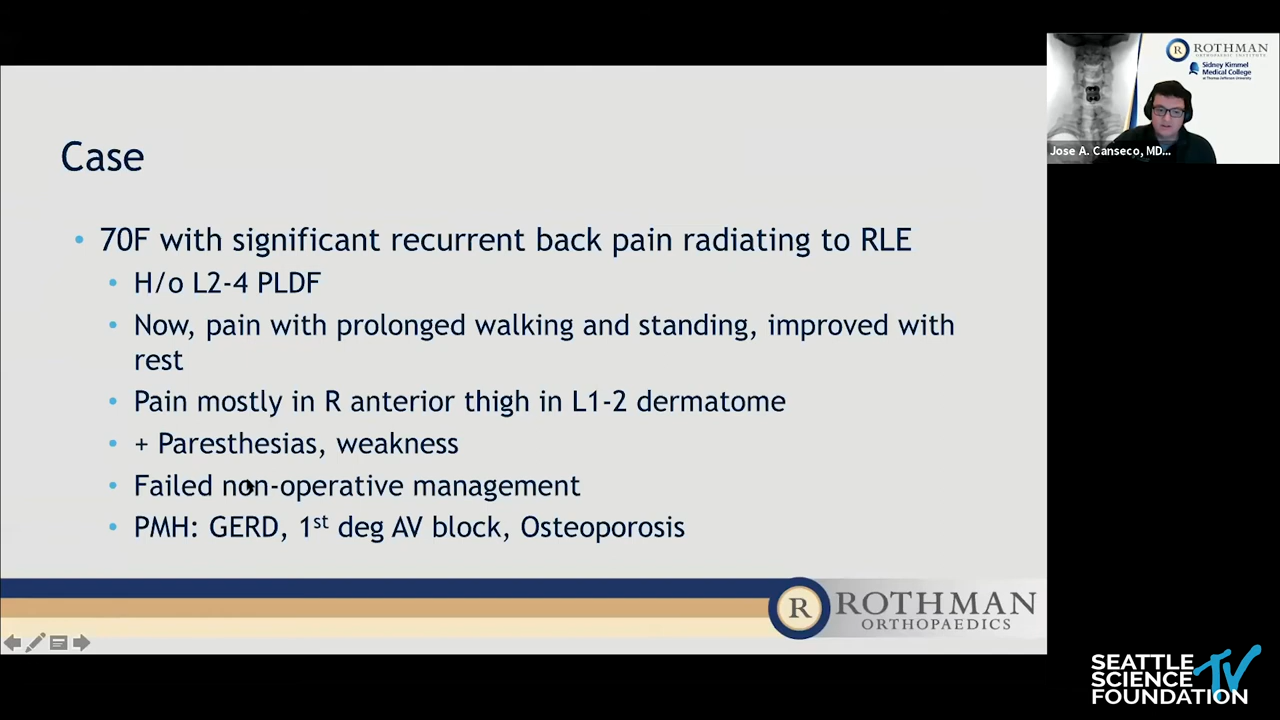 Case
• 70F with significant recurrent back pain radiating to RLE
• H/o L2-4 PLDF
• Now, pain with prolonged walking and standing, improved with
rest
• Pain mostly in R anterior thigh in L1-2 dermatome
• + Paresthesias, weakness
• Failed non-operative management
• PMH: GERD, 1st deg AV block, Osteoporosis
R ROTHMAN
ORTHOPAEDICS
R ROTHMAN
ORTHOPAEDIC INSTITUTE
Sidney Kimmel
Medical College
at Thomas Jefferson University
Jose A. Canseco, MD...
SEATTLE
SCIENCE TV
FOUNDATION